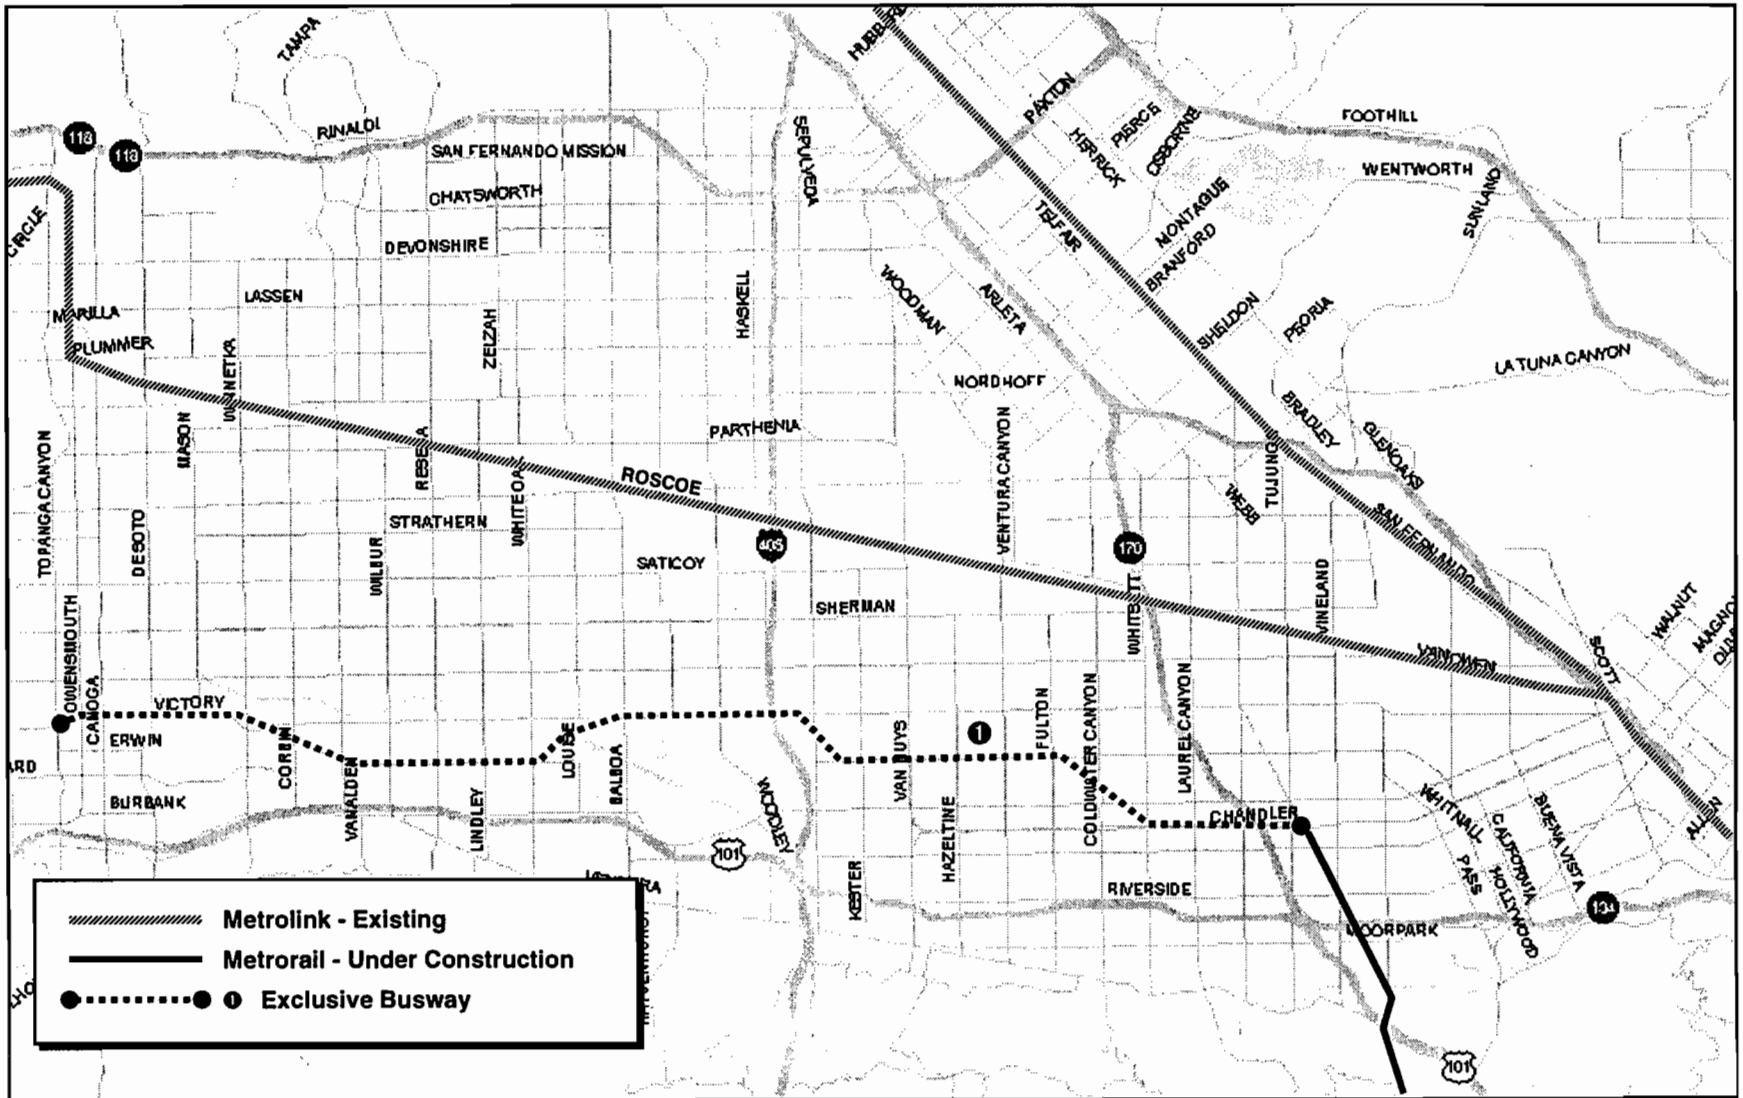 TAMPA
PAXTON
PIERCE
HERRICK
OSBORNE
FOOTHILL
118
118
RINALDI
SAN FERNANDO MISSION
SEPULVEDA
WENTWORTH
SUNLAND
CHATSWORTH
CIRCLE
DEVONSHIRE
TELFAIR
MONTAGUE
BRANFORD
LASSEN
HASKELL
WOODMAN
ARLETA
MARILLA
PLUMMER
ZELZAH
SHELDON
PEORIA
LA TUNA CANYON
WINNETKA
NORDHOFF
BRADLEY
GLENOAKS
MASON
PARTHENIA
VENTURA CANYON
TOPANGA CANYON
RESEDA
ROSCOE
TUJUNGA
WEBB
DESOTO
STRATHERN
WHITE OAK
SAN FERNANDO
WILBUR
405
SATICOY
170
SHERMAN
WHITSETT
VINELAND
WALNUT
OWENSMOUTH
VANOWEN
SCOTT
CANOGA
VICTORY
ERWIN
CORBIN
LOUISE
BALBOA
VAN NUYS
1
FULTON
COLDWATER CANYON
LAUREL CANYON
BURBANK
VANALDEN
LINDLEY
WOODLEY
HAZELTINE
CHANDLER
WHITNALL
CALIFORNIA
BUENA VISTA
ALLEN
101
KESTER
RIVERSIDE
PASS
HOLLYWOOD
134
MOORPARK
Metrolink - Existing
Metrorail - Under Construction
1 Exclusive Busway
101